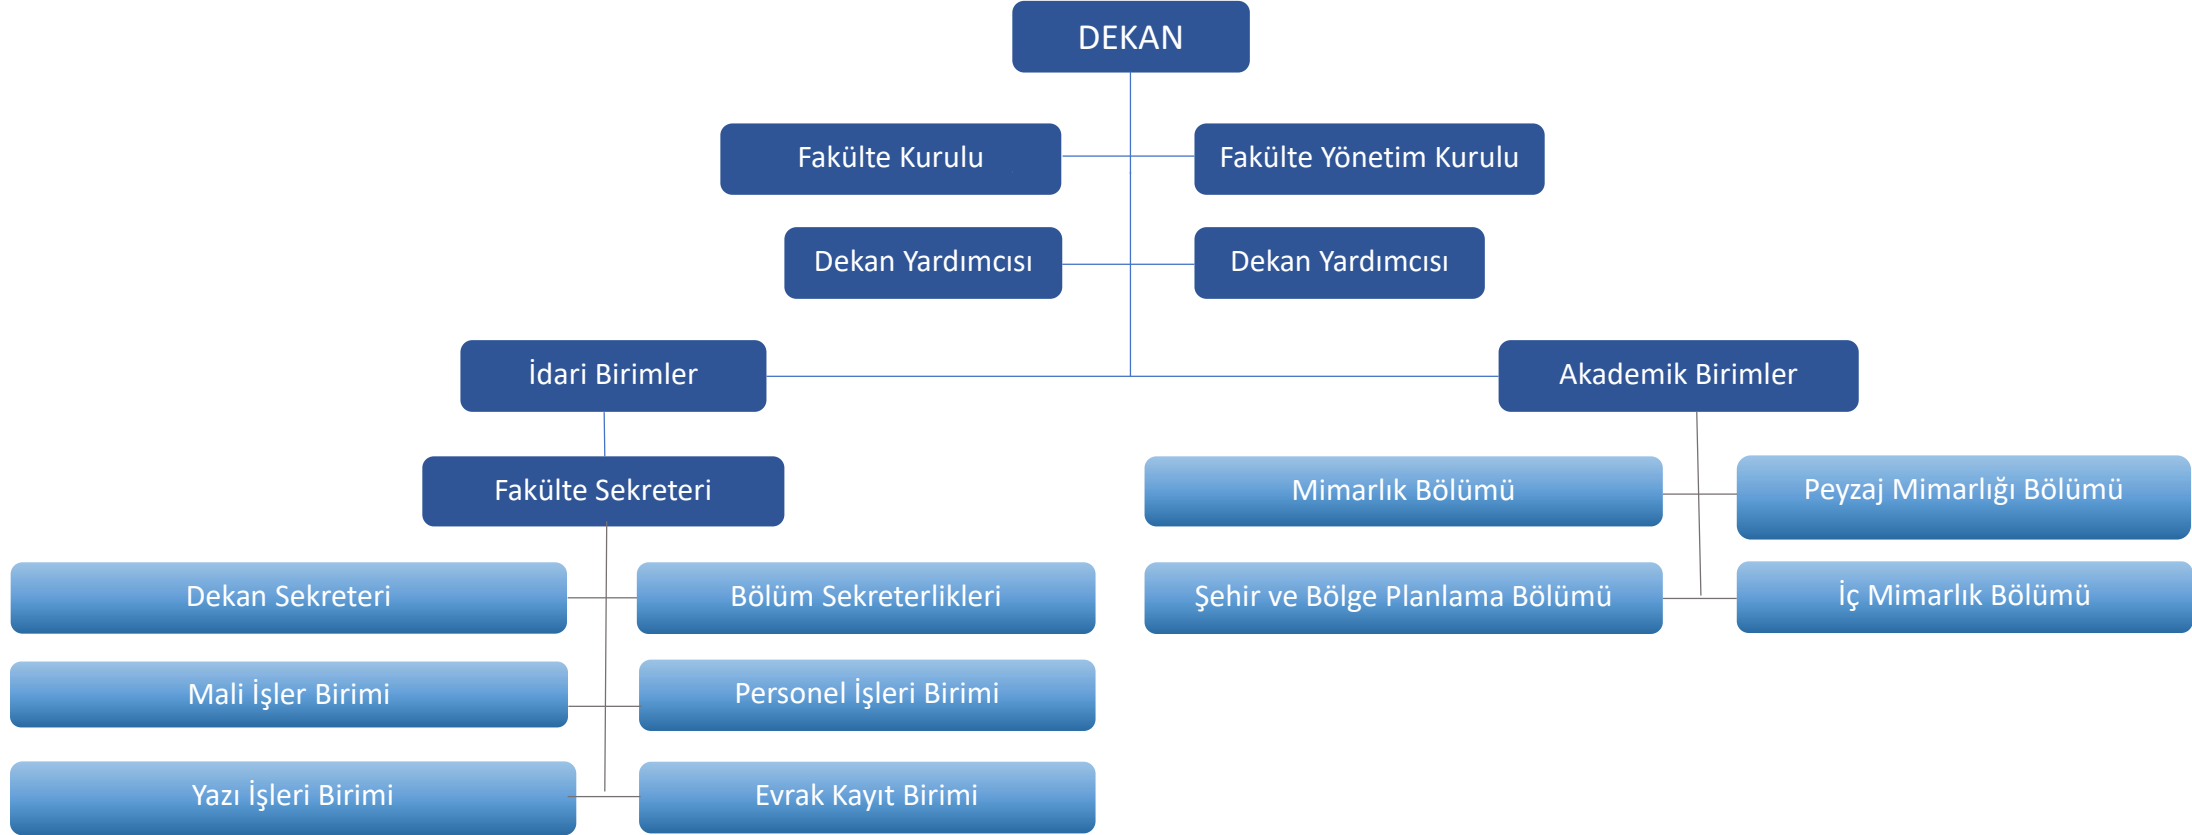 DEKAN
Fakülte Kurulu
Fakülte Yönetim Kurulu
Dekan Yardımcısı
Dekan Yardımcısı
İdari Birimler
Akademik Birimler
Fakülte Sekreteri
Mimarlık Bölümü
Peyzaj Mimarlığı Bölümü
Dekan Sekreteri
Bölüm Sekreterlikleri
Şehir ve Bölge Planlama Bölümü
İç Mimarlık Bölümü
Mali İşler Birimi
Personel İşleri Birimi
Yazı İşleri Birimi
Evrak Kayıt Birimi